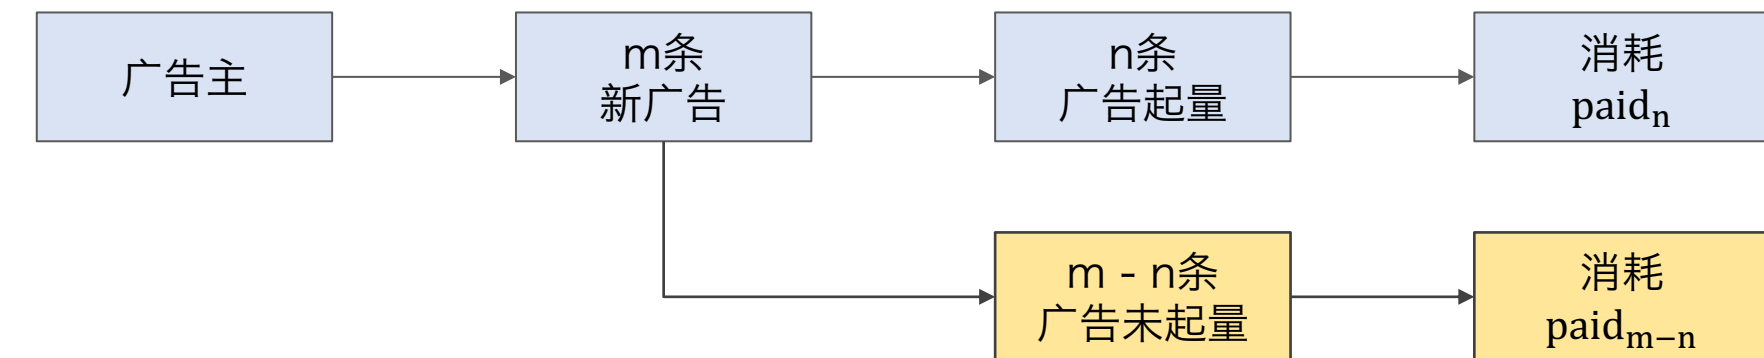 广告主
m条
新广告
n条
广告起量
消耗
paidₙ
m - n条
广告未起量
消耗
paidₘ₋ₙ